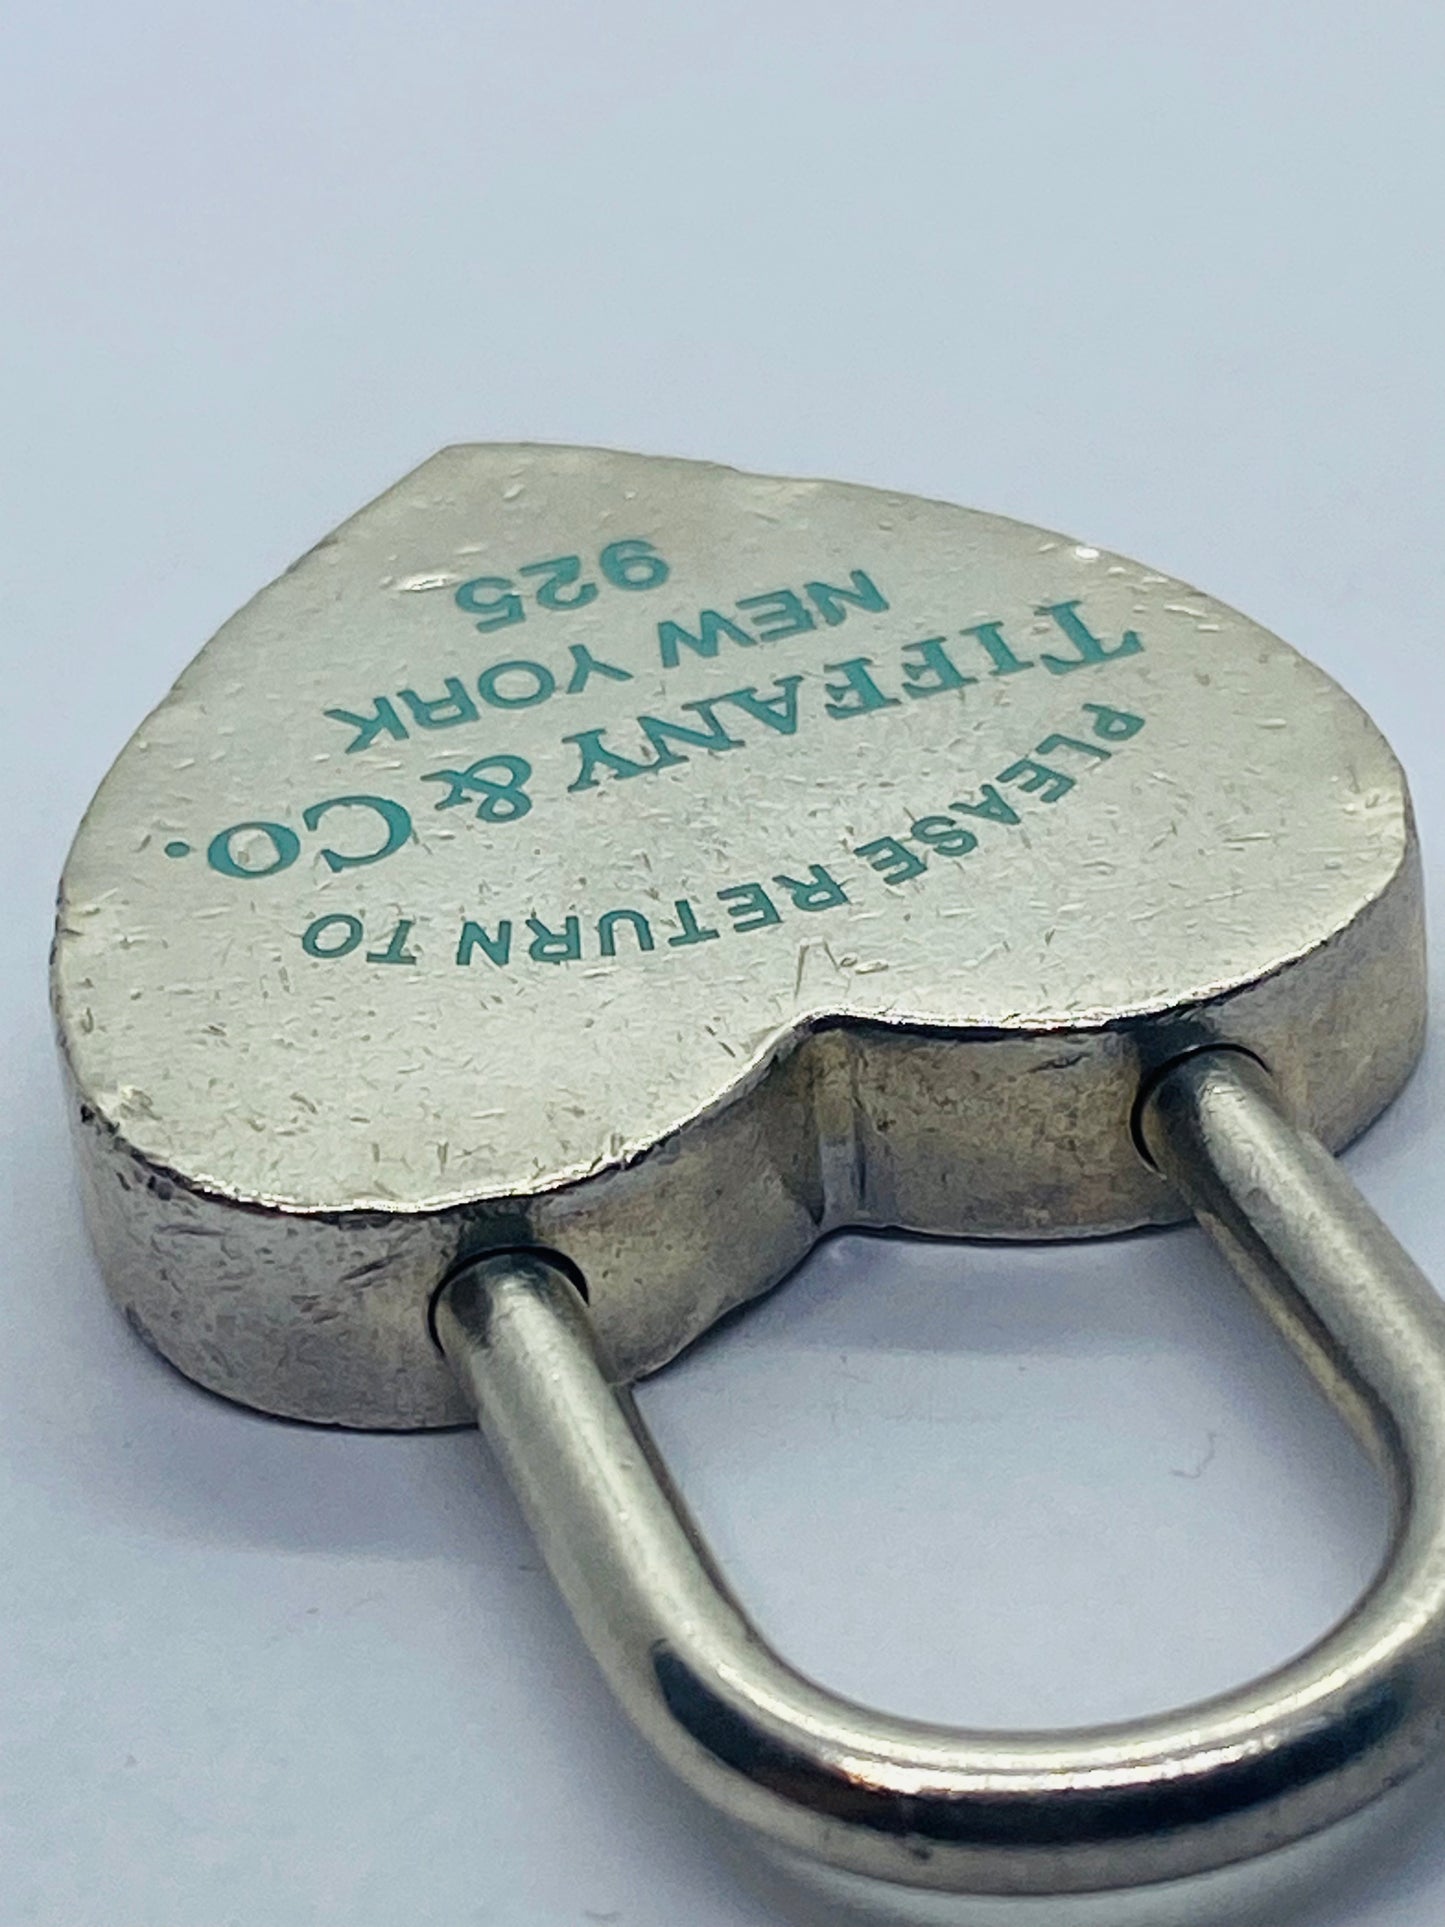 PLEASE RETURN TO
TIFFANY & CO.
NEW YORK
925